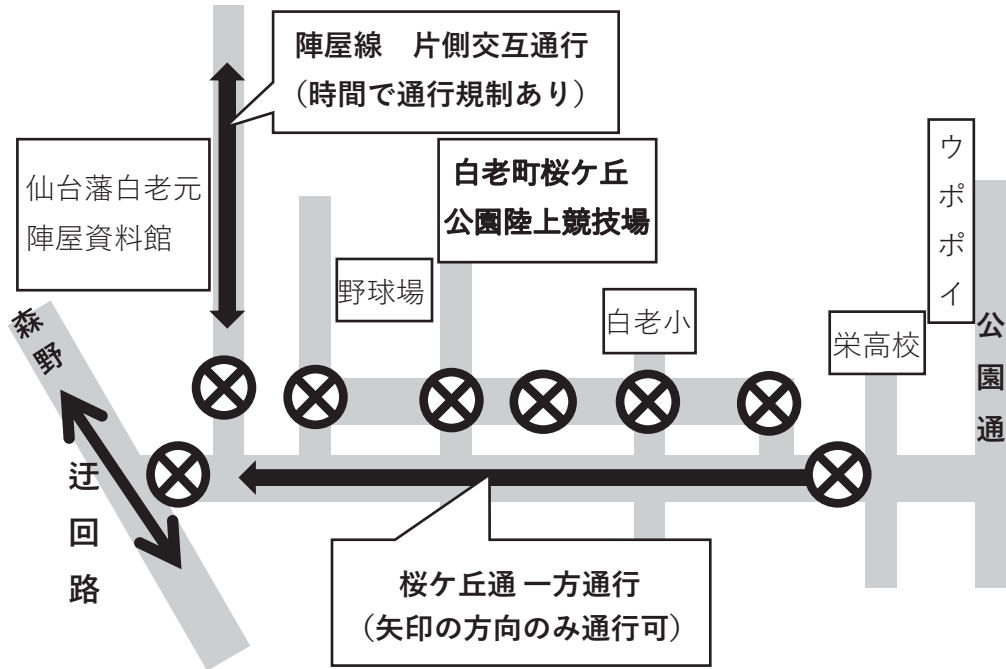 陣屋線　片側交互通行
（時間で通行規制あり）
仙台藩白老元
陣屋資料館
白老町桜ケ丘
公園陸上競技場
ウポポイ
野球場
白老小
栄高校
公園通
森野
迂回路
桜ケ丘通 一方通行
（矢印の方向のみ通行可）